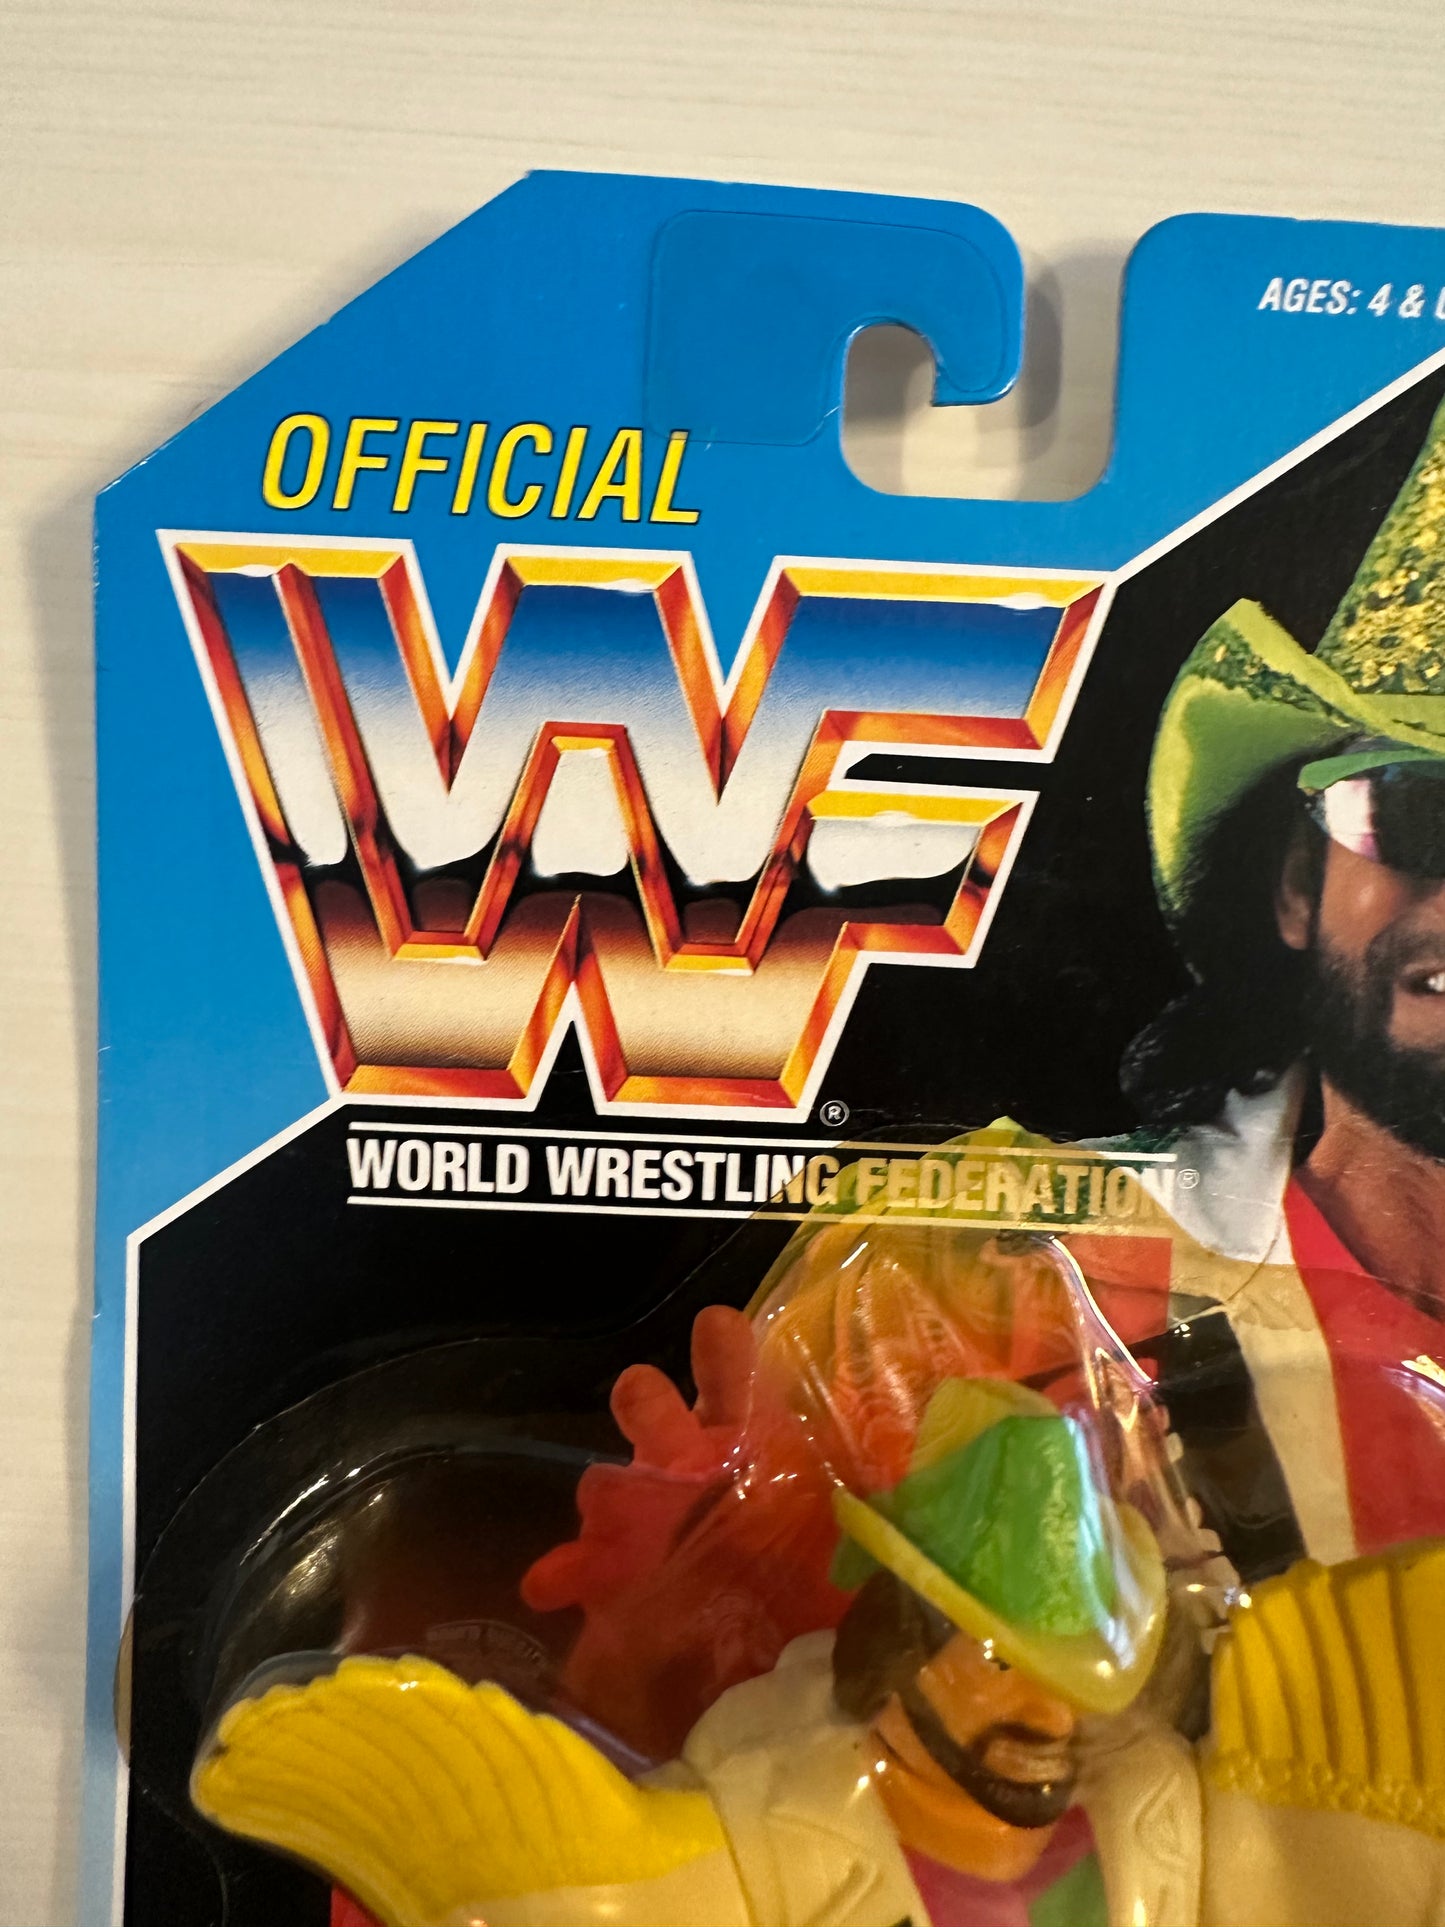 AGES: 4 &
OFFICIAL
WF
®
WORLD WRESTLING FEDERATION®